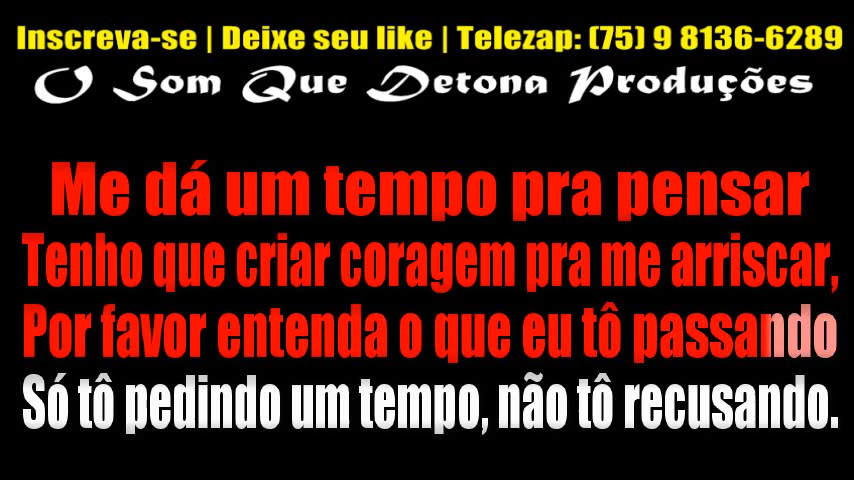 Inscreva-se | Deixe seu like | Telezap: (75) 9 8136-6289
O Som Que Detona Produções
Me dá um tempo pra pensar
Tenho que criar coragem pra me arriscar,
Por favor entenda o que eu tô passando
Só tô pedindo um tempo, não tô recusando.